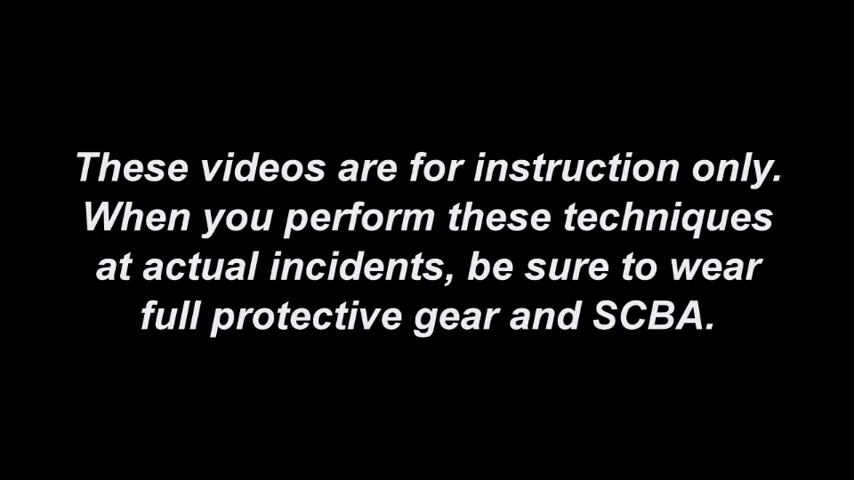 These videos are for instruction only.
When you perform these techniques
at actual incidents, be sure to wear
full protective gear and SCBA.